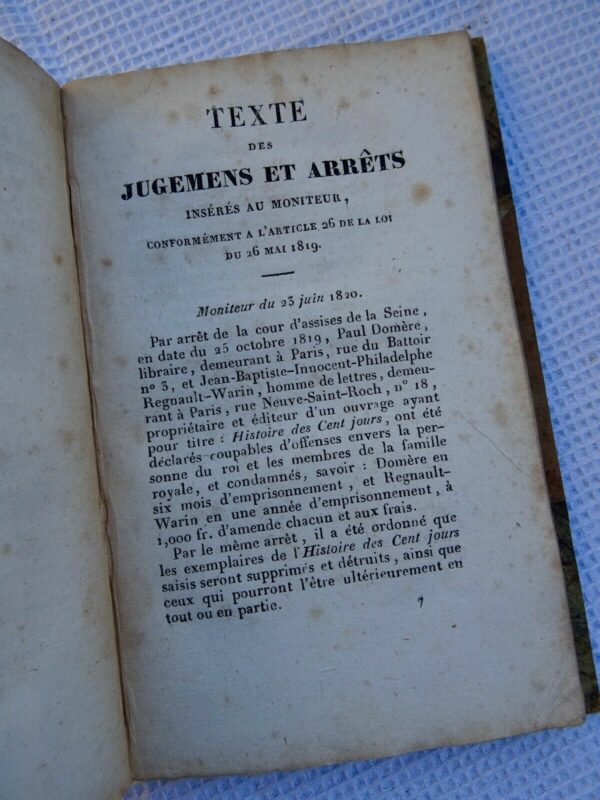 TEXTE
DES
JUGEMENS ET ARRÊTS
INSÉRÉS AU MONITEUR,
CONFORMÉMENT A L'ARTICLE 26 DE LA LOI
DU 26 MAI 1819.
Moniteur du 23 juin 1820.
Par arrêt de la cour d'assises de la Seine,
en date du 25 octobre 1819, Paul Domère,
libraire, demeurant à Paris, rue du Battoir
n° 3, et Jean-Baptiste-Innocent-Philadelphe
Regnault-Warin, homme de lettres, demeu-
rant à Paris, rue Neuve-Saint-Roch, n° 18,
propriétaire et éditeur d'un ouvrage ayant
pour titre : Histoire des Cent jours, ont été
déclarés coupables d'offenses envers la per-
sonne du roi et les membres de la famille
royale, et condamnés, savoir : Domère en
six mois d'emprisonnement, et Regnault-
Warin en une année d'emprisonnement, à
1,000 fr. d'amende chacun et aux frais.
Par le même arrêt, il a été ordonné que
les exemplaires de l'Histoire des Cent jours
saisis seront supprimés et détruits, ainsi que
ceux qui pourront l'être ultérieurement en
tout ou en partie.
7